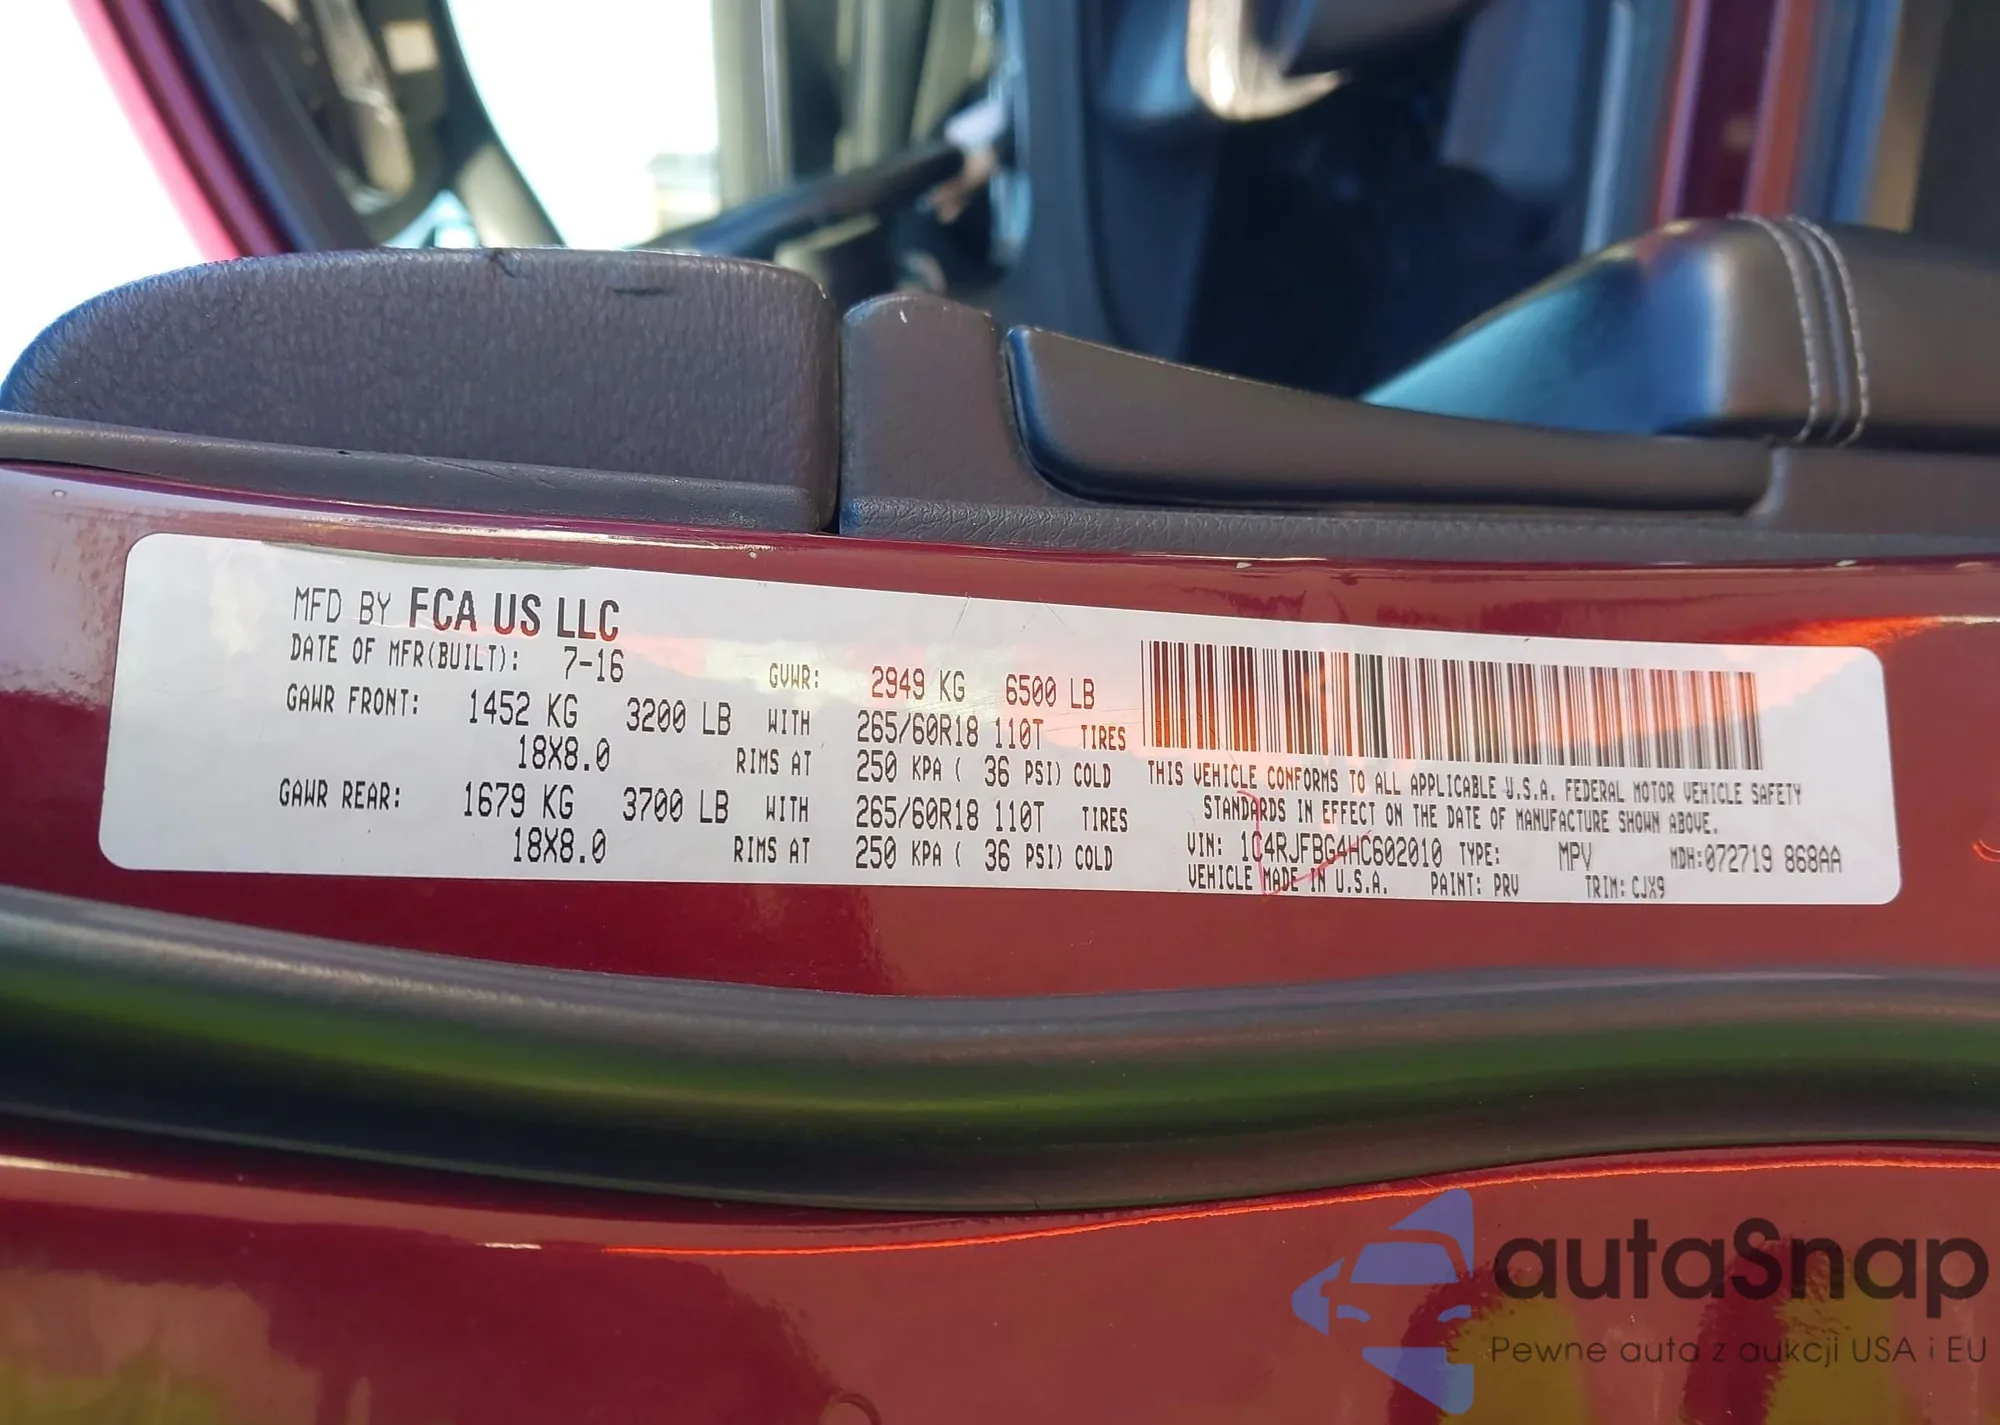 MFD BY FCA US LLC
DATE OF MFR(BUILT): 7-16 GVWR: 2949 KG 6500 LB
GAWR FRONT: 1452 KG 3200 LB WITH 265/60R18 110T TIRES
18X8.0 RIMS AT 250 KPA ( 36 PSI) COLD
GAWR REAR: 1679 KG 3700 LB WITH 265/60R18 110T TIRES
18X8.0 RIMS AT 250 KPA ( 36 PSI) COLD
THIS VEHICLE CONFORMS TO ALL APPLICABLE U.S.A. FEDERAL MOTOR VEHICLE SAFETY
STANDARDS IN EFFECT ON THE DATE OF MANUFACTURE SHOWN ABOVE.
VIN: 1C4RJFBG4HC602010 TYPE: MPV MDH:072719 868AA
VEHICLE MADE IN U.S.A. PAINT: PRV TRIM: CJX9
autaSnap
Pewne auta z aukcji USA i EU